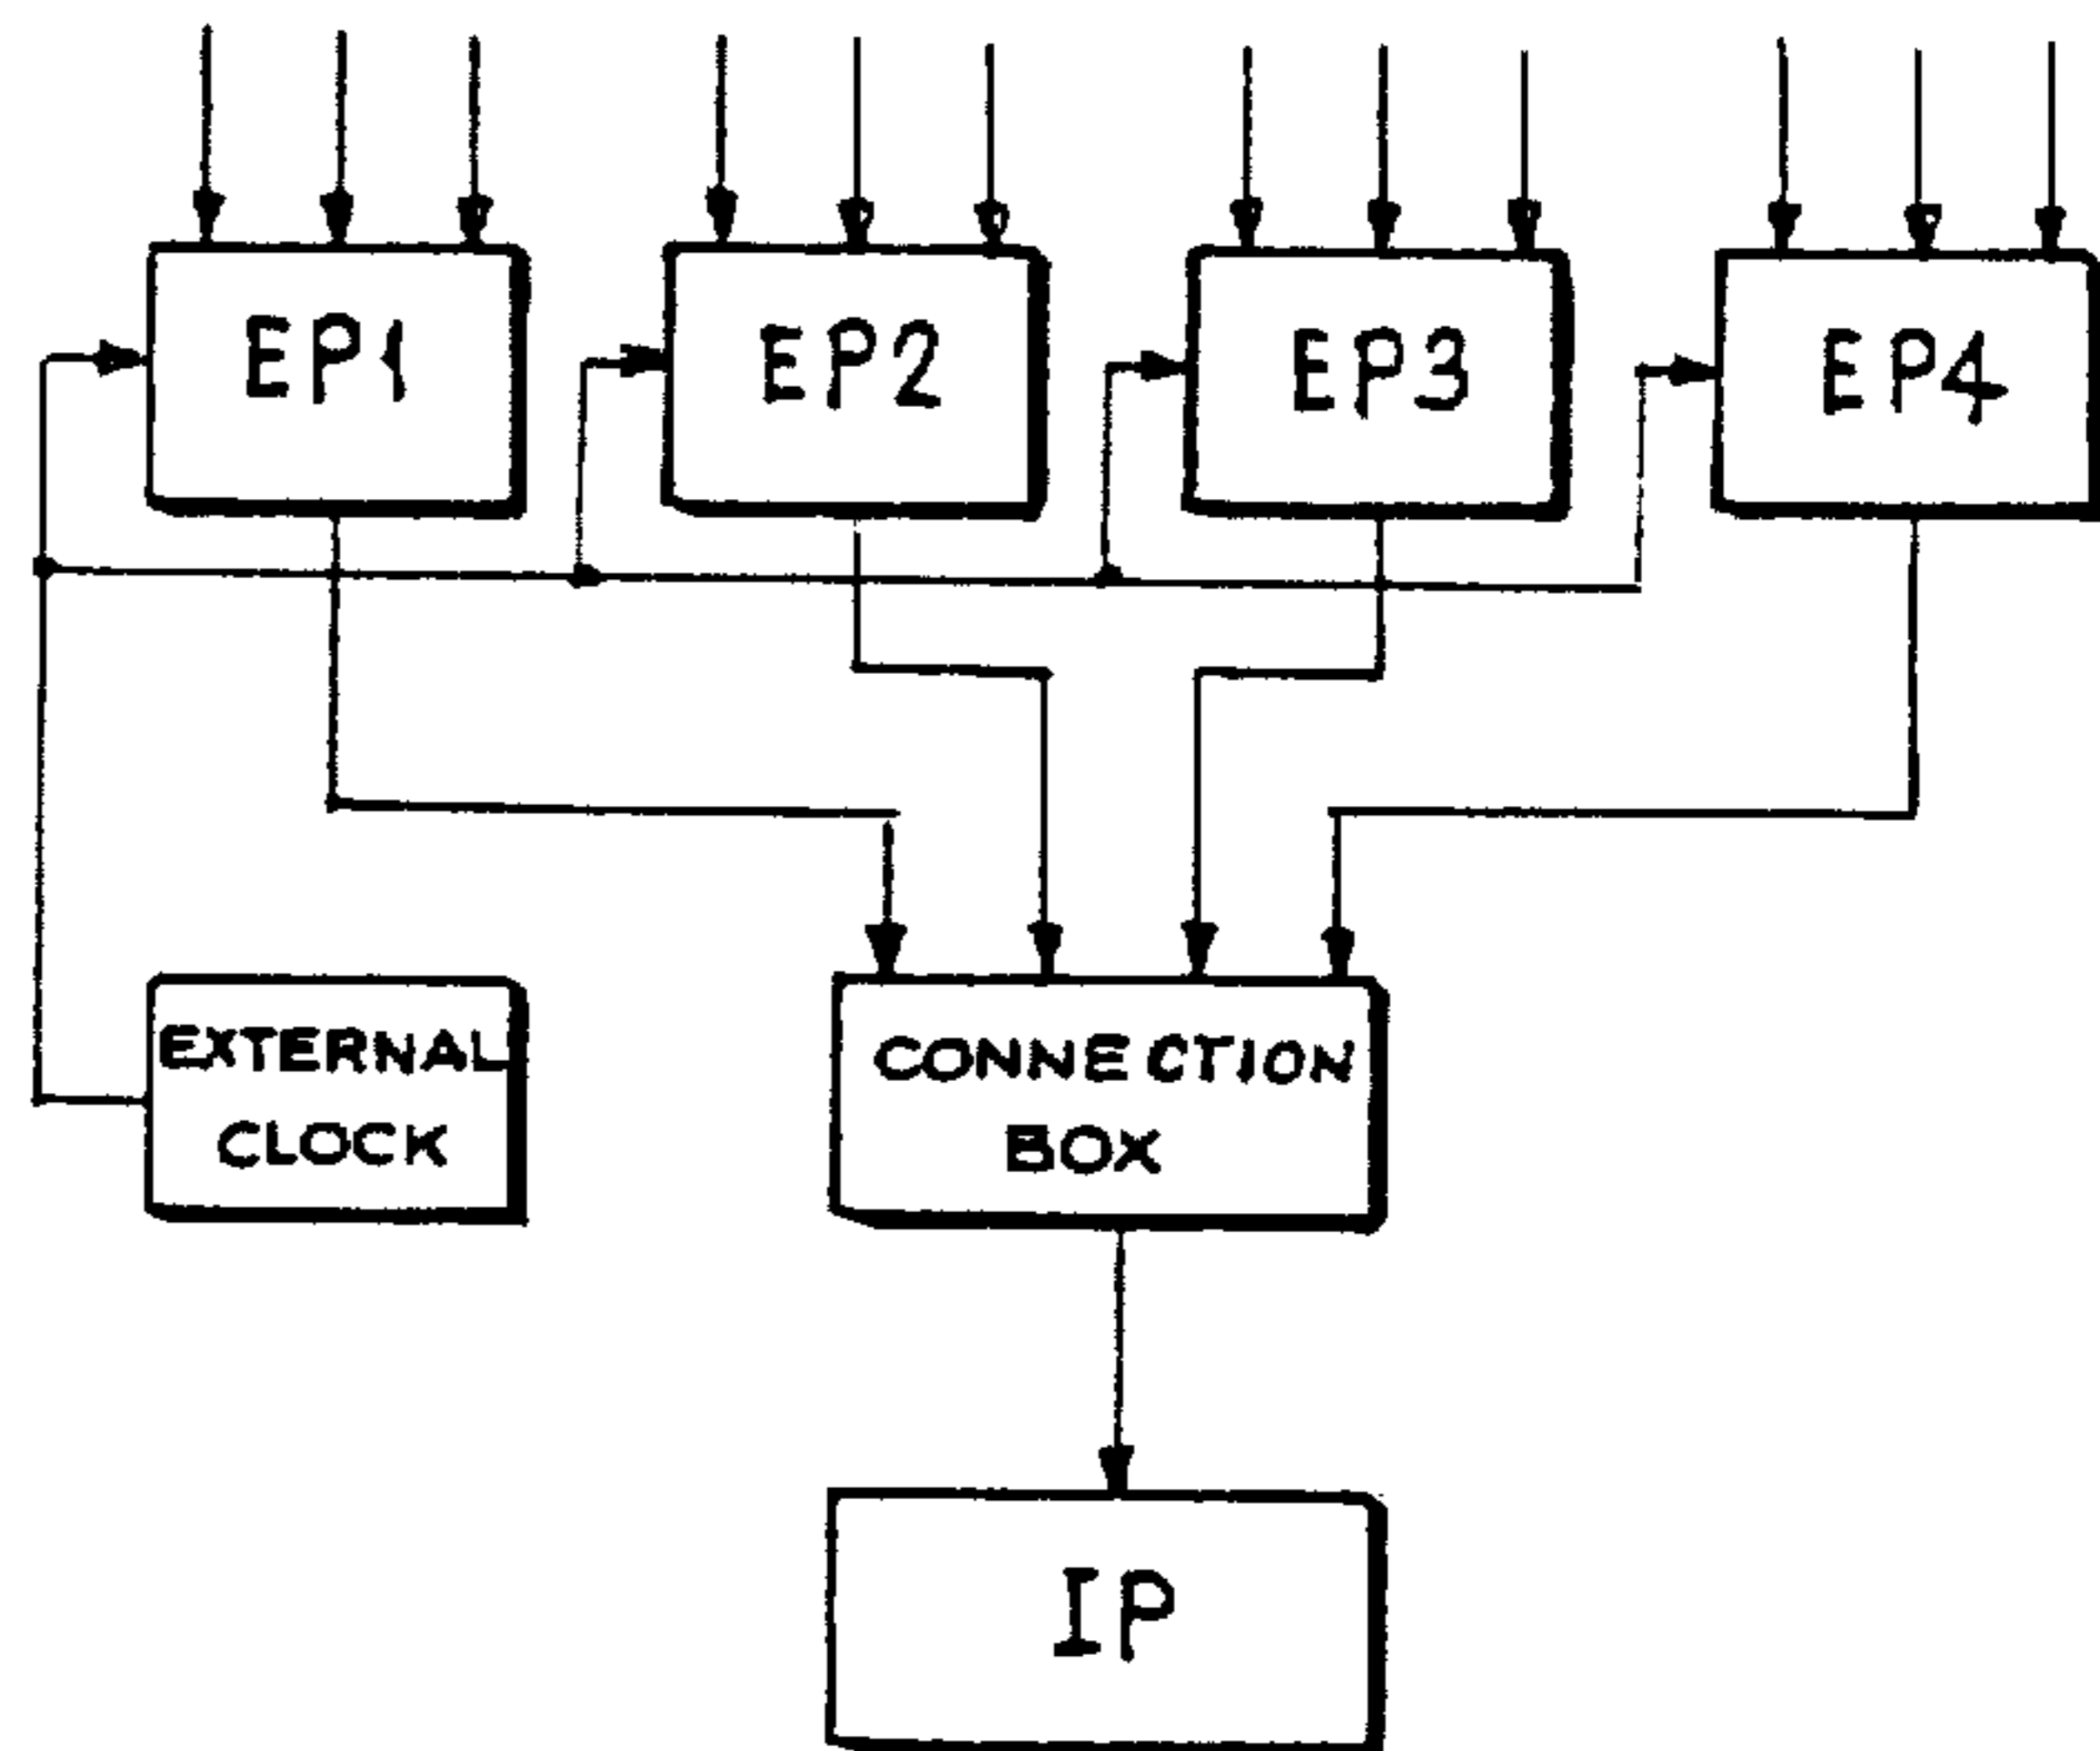 EP1
EP2
EP3
EP4
EXTERNAL
CLOCK
CONNECTION
BOX
IP